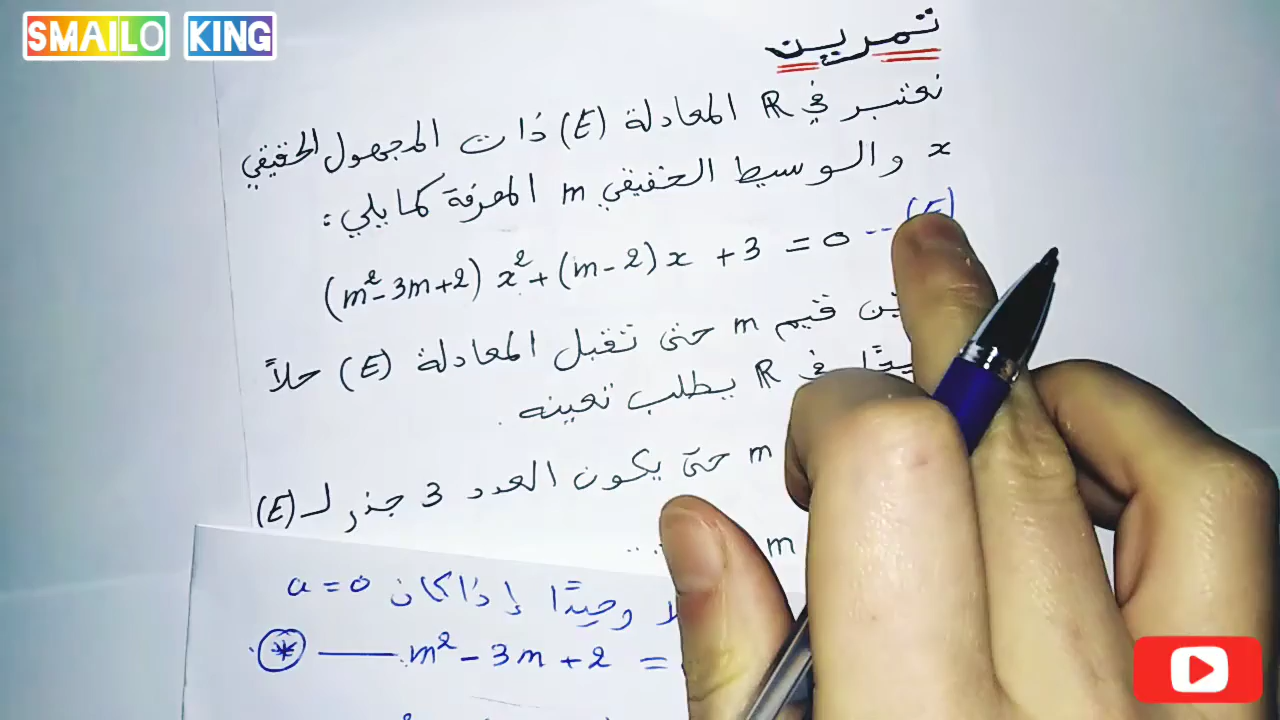 SMAILO KING
تمرين
نعتبر في R المعادلة (E) ذات المجهول الحقيقي
x والوسيط الحقيقي m المعرفة كما يلي :
(m²-3m+2) x² + (m-2) x + 3 = 0 --- (E)
قيم m حتى تقبل المعادلة (E) حلاً
في R يطلب تعينه .
m حتى يكون العدد 3 جذر لـ (E)
m ...
وحيدًا إذا كان a = 0
m² - 3m + 2 =